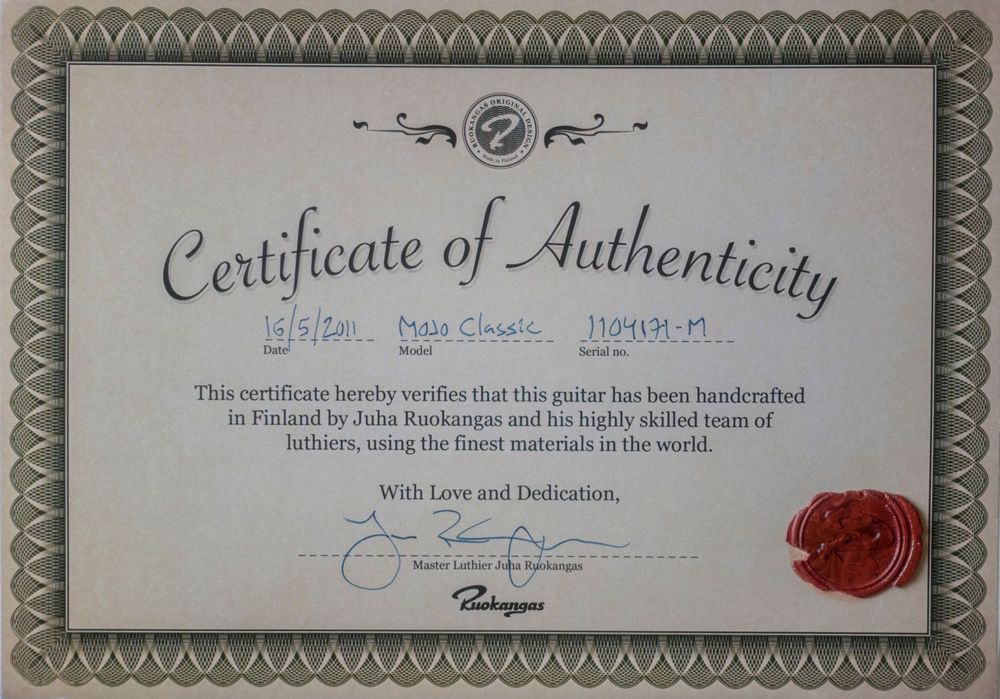 RUOKANGAS ORIGINAL DESIGN
Made in Finland
Certificate of Authenticity
16/5/2011 MOJO Classic 1104171-M
Date Model Serial no.
This certificate hereby verifies that this guitar has been handcrafted
in Finland by Juha Ruokangas and his highly skilled team of
luthiers, using the finest materials in the world.
With Love and Dedication,
Master Luthier Juha Ruokangas
Ruokangas